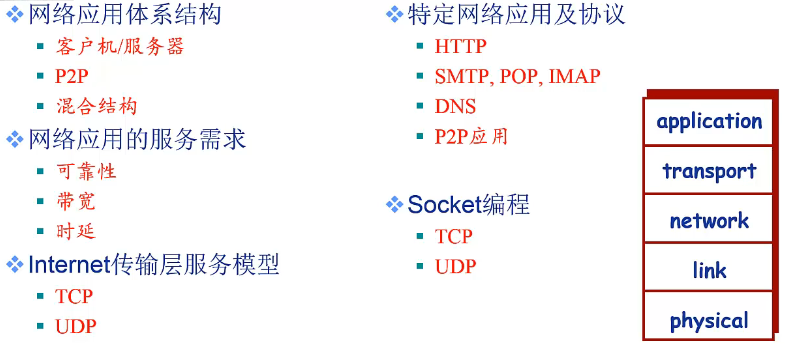 网络应用体系结构
客户机/服务器
P2P
混合结构
网络应用的服务需求
可靠性
带宽
时延
Internet传输层服务模型
TCP
UDP
特定网络应用及协议
HTTP
SMTP, POP, IMAP
DNS
P2P应用
Socket编程
TCP
UDP
application
transport
network
link
physical